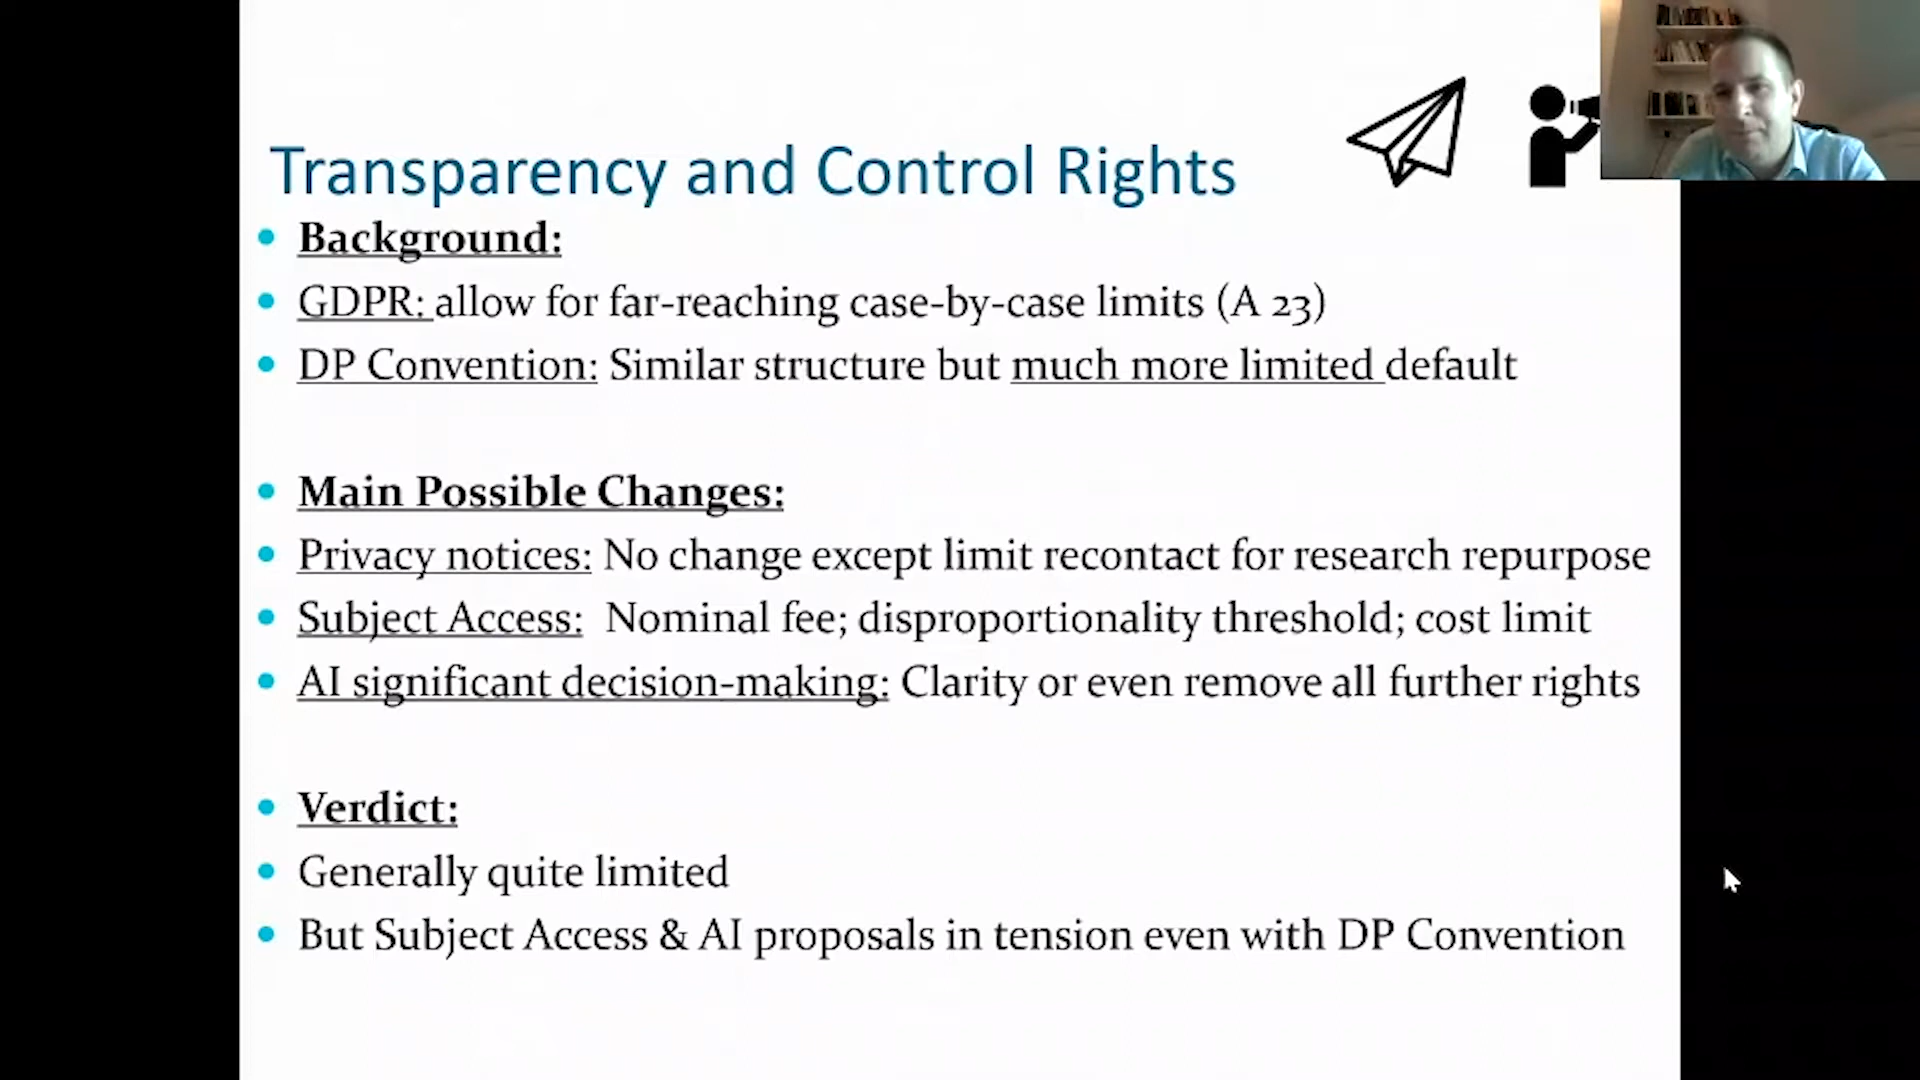 Transparency and Control Rights
Background:
GDPR: allow for far-reaching case-by-case limits (A 23)
DP Convention: Similar structure but much more limited default
Main Possible Changes:
Privacy notices: No change except limit recontact for research repurpose
Subject Access: Nominal fee; disproportionality threshold; cost limit
AI significant decision-making: Clarity or even remove all further rights
Verdict:
Generally quite limited
But Subject Access & AI proposals in tension even with DP Convention